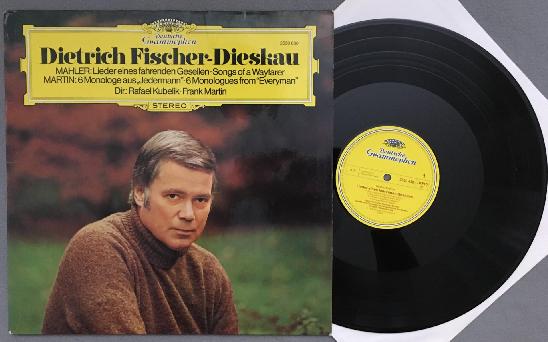 Deutsche
Grammophon
Dietrich Fischer-Dieskau
MAHLER: Lieder eines fahrenden Gesellen·Songs of a Wayfarer
MARTIN: 6 Monologe aus „Jedermann"·6 Monologues from "Everyman"
Dir.: Rafael Kubelik·Frank Martin
STEREO
Deutsche
Grammophon